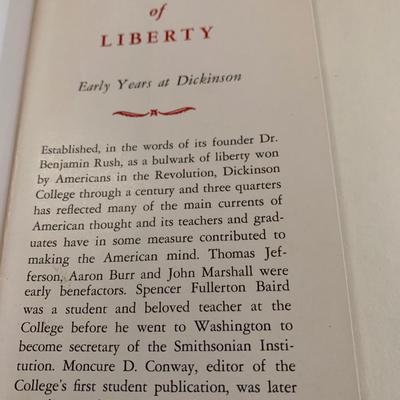 of
LIBERTY
Early Years at Dickinson
Established, in the words of its founder Dr.
Benjamin Rush, as a bulwark of liberty won
by Americans in the Revolution, Dickinson
College through a century and three quarters
has reflected many of the main currents of
American thought and its teachers and grad-
uates have in some measure contributed to
making the American mind. Thomas Jef-
ferson, Aaron Burr and John Marshall were
early benefactors. Spencer Fullerton Baird
was a student and beloved teacher at the
College before he went to Washington to
become secretary of the Smithsonian Insti-
tution. Moncure D. Conway, editor of the
College's first student publication, was later